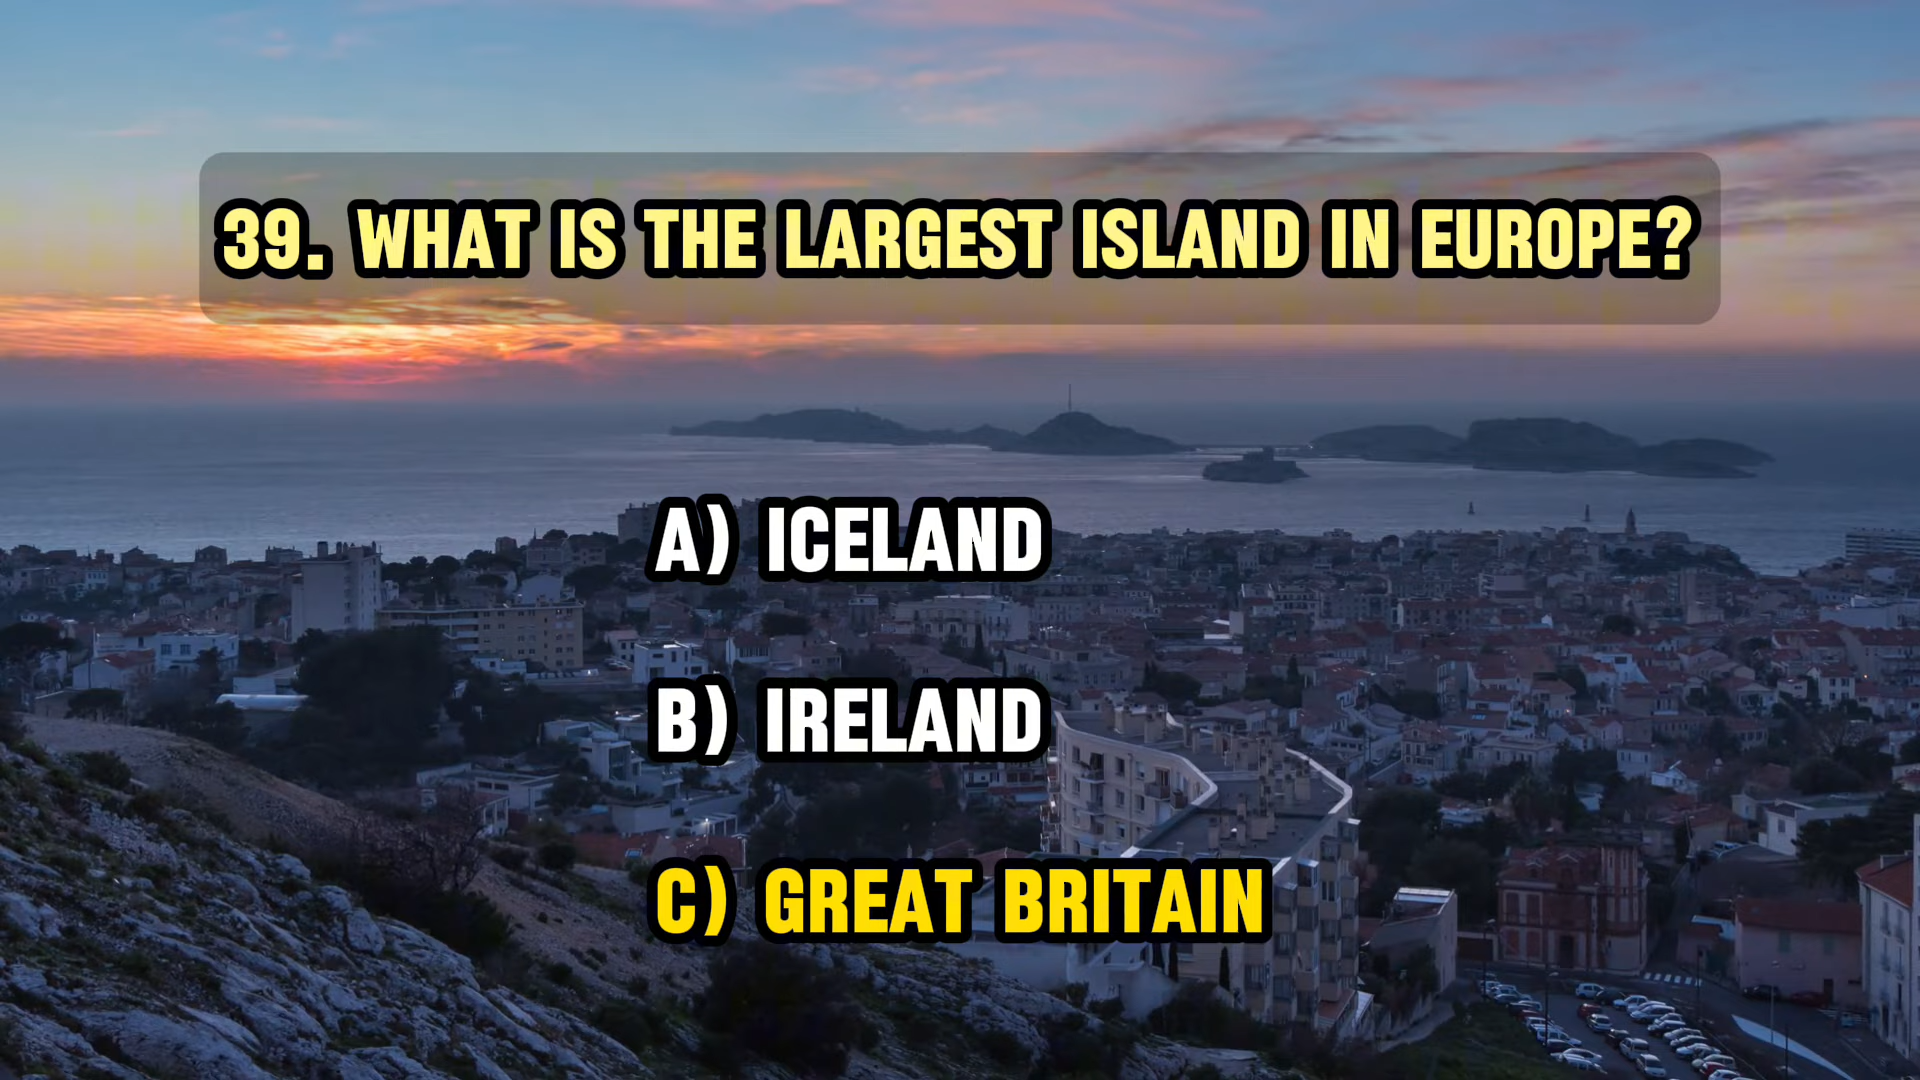 39. WHAT IS THE LARGEST ISLAND IN EUROPE?
A) ICELAND
B) IRELAND
C) GREAT BRITAIN